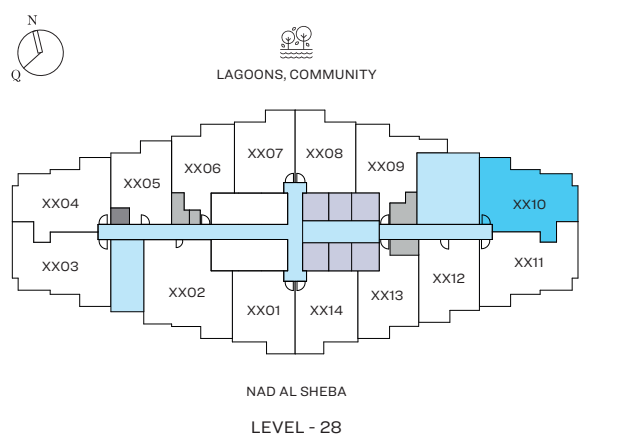 N
Q
LAGOONS, COMMUNITY
XX07
XX08
XX06
XX09
XX05
XX04
XX10
XX03
XX11
XX02
XX12
XX13
XX01
XX14
NAD AL SHEBA
LEVEL - 28